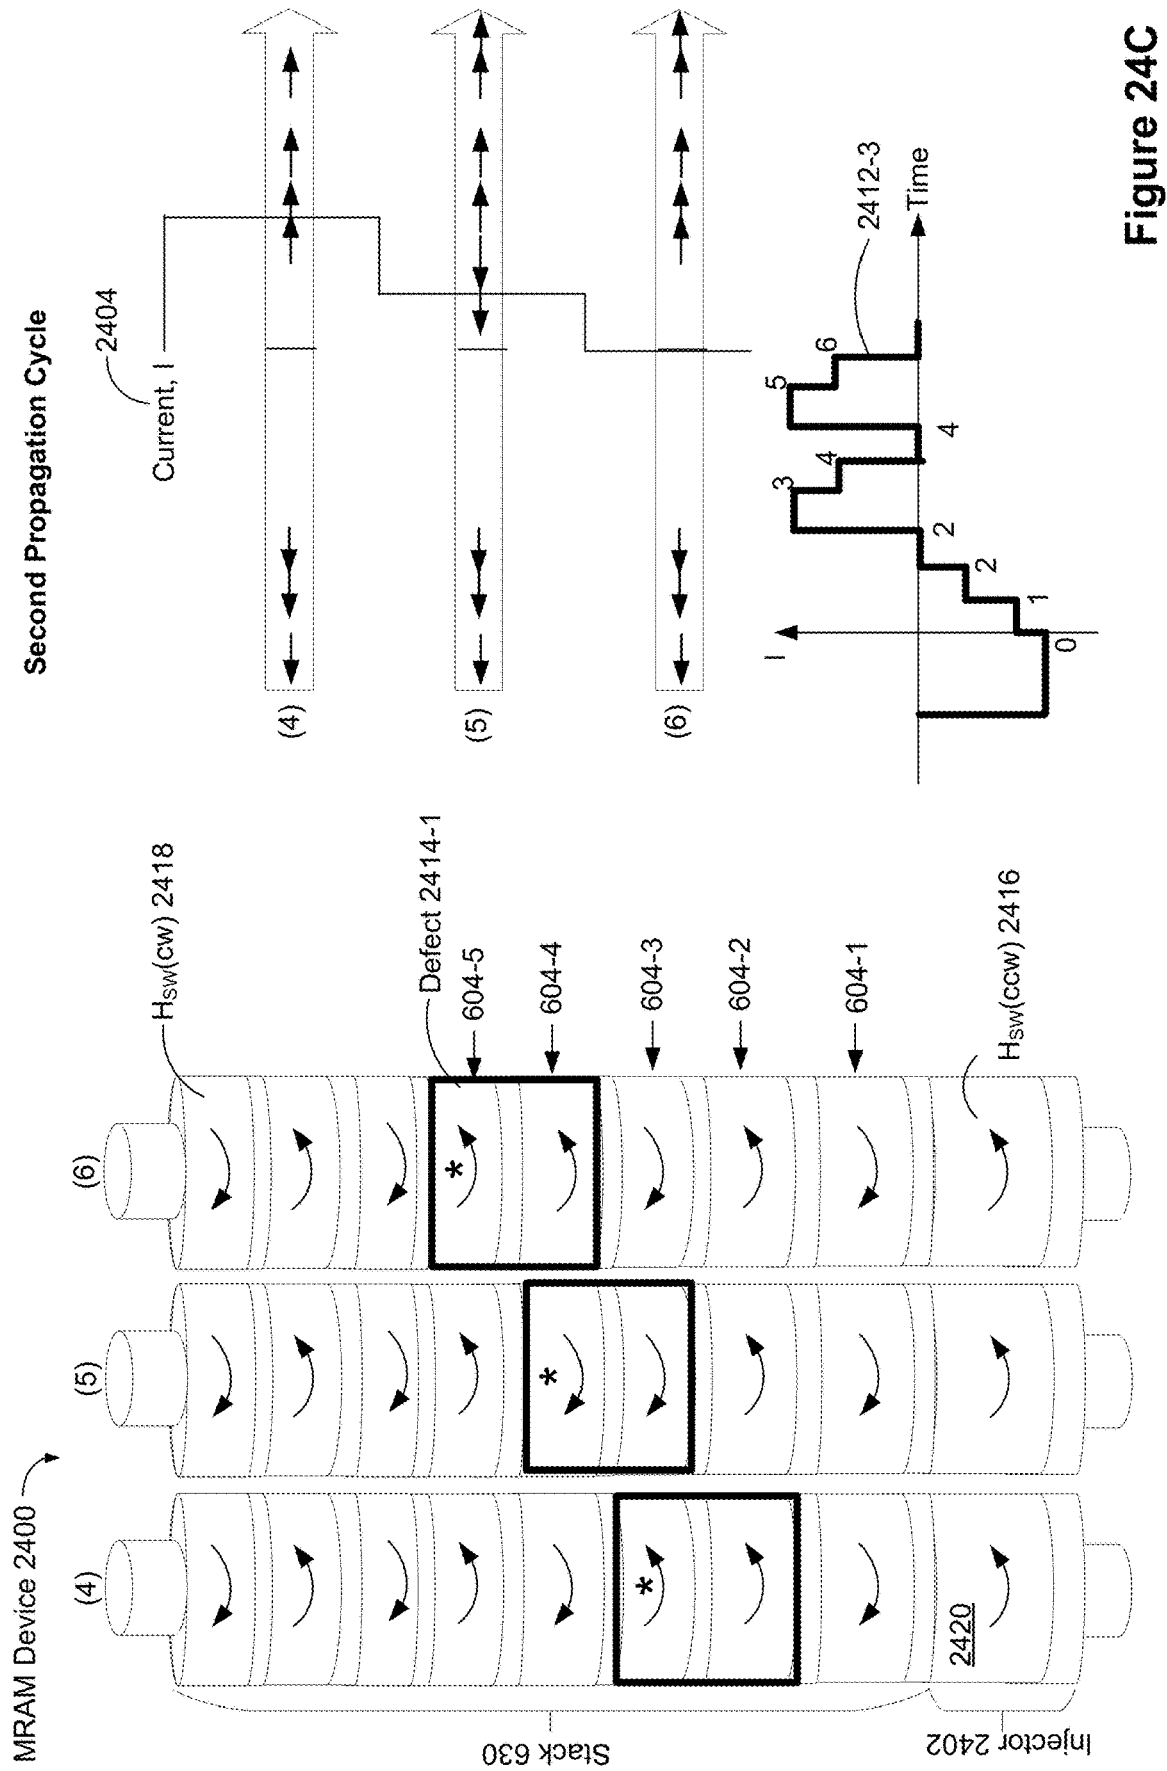 MRAM Device 2400
(4)
(5)
(6)
H_SW(cw) 2418
Defect 2414-1
604-5
604-4
604-3
604-2
604-1
H_SW(ccw) 2416
*
*
*
2420
Stack 630
Injector 2402
Second Propagation Cycle
2404
Current, I
(4)
(5)
(6)
I
0
1
2
2
3
4
4
5
6
2412-3
Time
Figure 24C